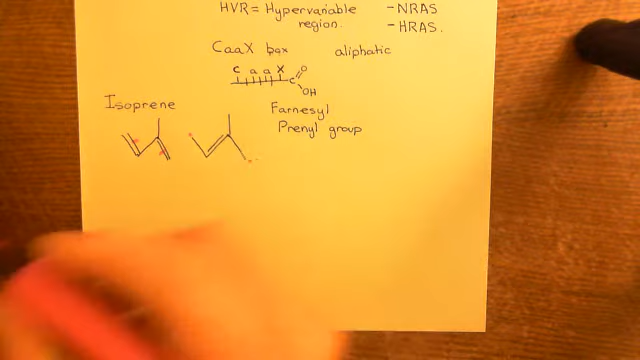 HVR = Hypervariable region.
- NRAS
- HRAS.
CaaX box
aliphatic
C a a X
C
O
OH
Isoprene
Farnesyl
Prenyl group